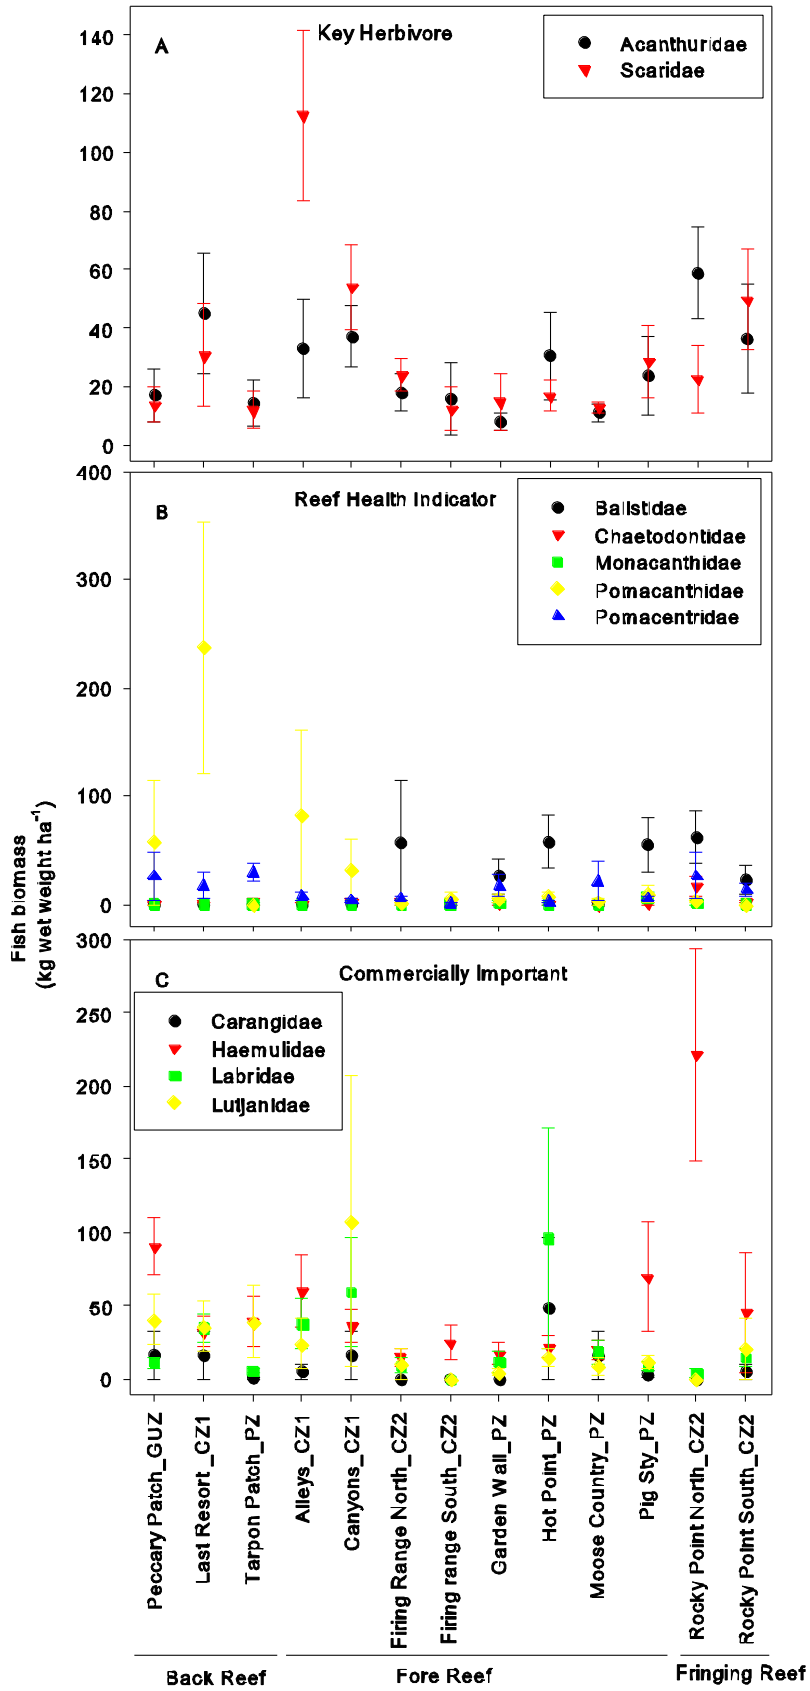 A
Key Herbivore
Acanthuridae
Scaridae
140
120
100
80
60
40
20
0
B
Reef Health Indicator
Balistidae
Chaetodontidae
Monacanthidae
Pomacanthidae
Pomacentridae
400
300
200
100
0
Fish biomass
(kg wet weight ha⁻¹)
C
Commercially Important
Carangidae
Haemulidae
Labridae
Lutjanidae
300
250
200
150
100
50
0
Peccary Patch_GUZ
Last Resort_CZ1
Tarpon Patch_PZ
Alleys_CZ1
Canyons_CZ1
Firing Range North_CZ2
Firing range South_CZ2
Garden Wall_PZ
Hot Point_PZ
Moose Country_PZ
Pig Sty_PZ
Rocky Point North_CZ2
Rocky Point South_CZ2
Back Reef
Fore Reef
Fringing Reef